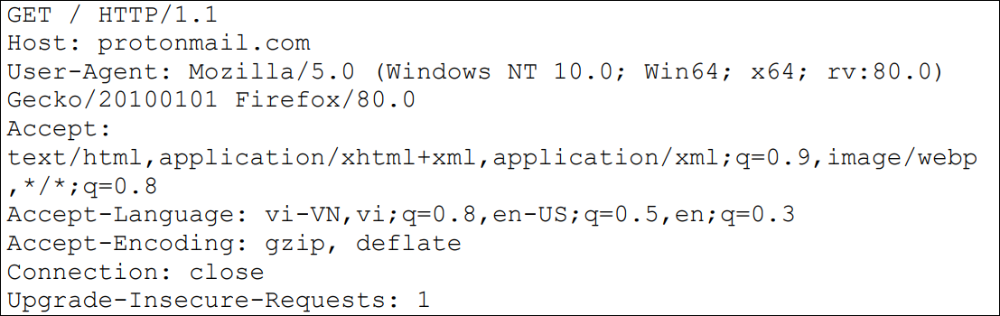 GET / HTTP/1.1
Host: protonmail.com
User-Agent: Mozilla/5.0 (Windows NT 10.0; Win64; x64; rv:80.0)
Gecko/20100101 Firefox/80.0
Accept:
text/html,application/xhtml+xml,application/xml;q=0.9,image/webp
,*/*;q=0.8
Accept-Language: vi-VN,vi;q=0.8,en-US;q=0.5,en;q=0.3
Accept-Encoding: gzip, deflate
Connection: close
Upgrade-Insecure-Requests: 1